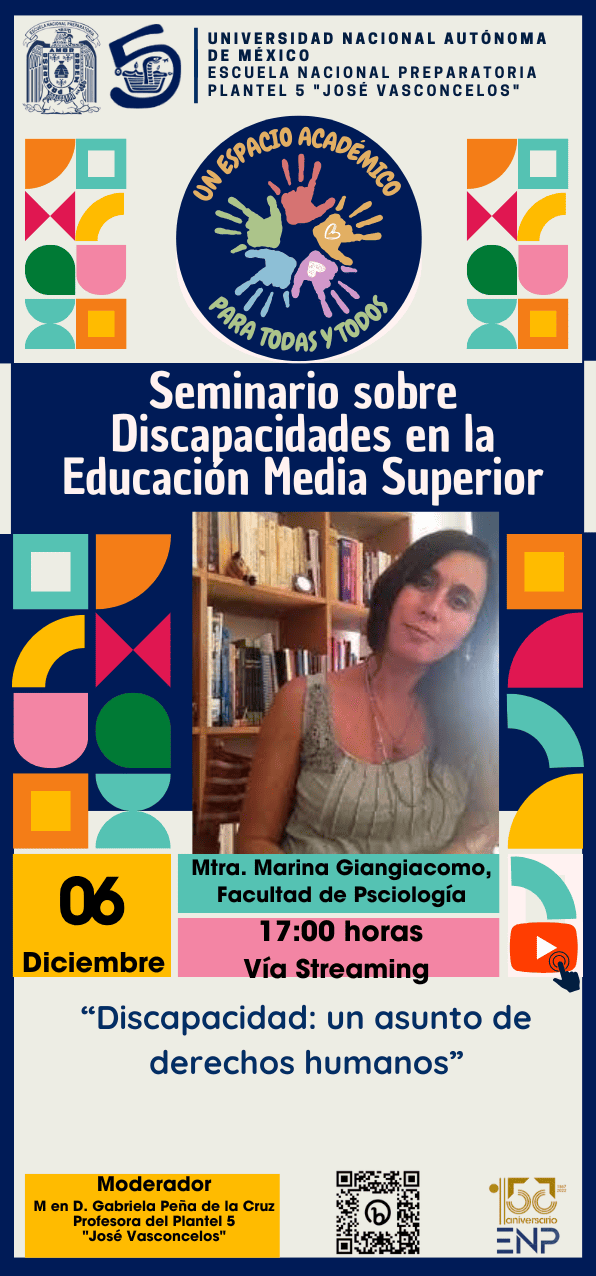 UNIVERSIDAD NACIONAL AUTÓNOMA
DE MÉXICO
ESCUELA NACIONAL PREPARATORIA
PLANTEL 5 "JOSÉ VASCONCELOS"
5
UN ESPACIO ACADÉMICO
PARA TODAS Y TODOS
Seminario sobre
Discapacidades en la
Educación Media Superior
Mtra. Marina Giangiacomo,
Facultad de Psciología
06
Diciembre
17:00 horas
Vía Streaming
“Discapacidad: un asunto de
derechos humanos”
Moderador
M en D. Gabriela Peña de la Cruz
Profesora del Plantel 5
"José Vasconcelos"
b
150
aniversario
ENP